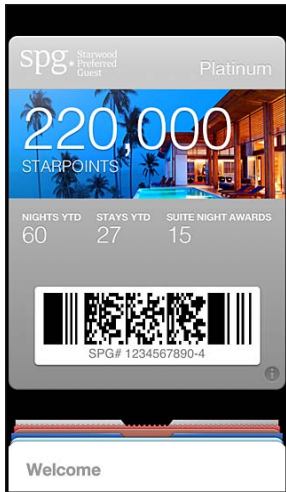 spg. Starwood
Preferred
Guest
Platinum
220,000
STARPOINTS
NIGHTS YTD STAYS YTD SUITE NIGHT AWARDS
60 27 15
SPG# 1234567890-4
i
Welcome